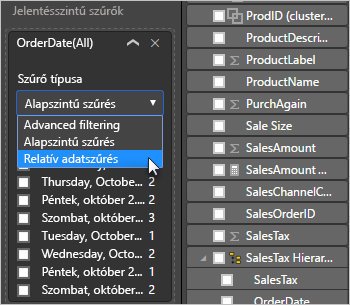 Jelentésszintű szűrők
OrderDate(All)
Szűrő típusa
Alapszintű szűrés
Advanced filtering
Alapszintű szűrés
Relatív adatszűrés
Thursday, Octobe... 2
Péntek, október 2... 2
Szombat, október... 3
Tuesday, October... 1
Wednesday, Octo... 2
Péntek, október 2... 1
Szombat, október... 2
ProdID (cluster...
ProductDescri...
ProductLabel
ProductName
PurchAgain
Sale Size
SalesAmount
SalesAmount ...
SalesChannelC...
SalesOrderID
SalesTax
SalesTax Hierar...
SalesTax
OrderDate